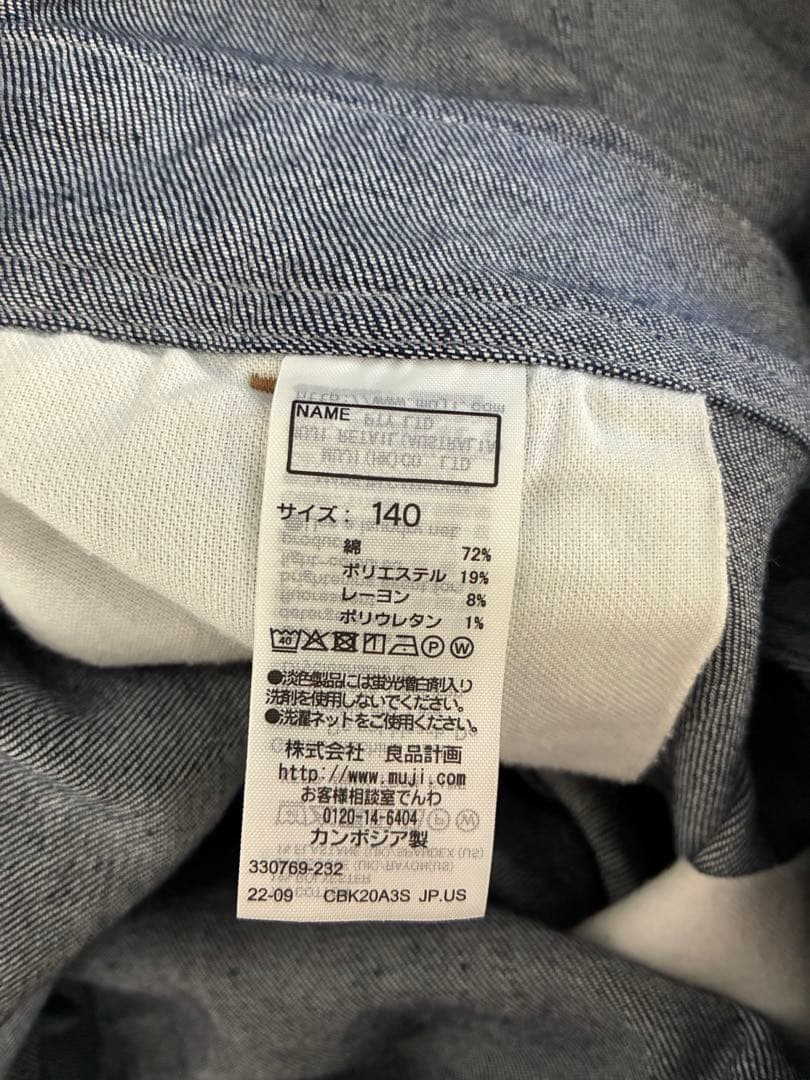 NAME
サイズ: 140
綿 72%
ポリエステル 19%
レーヨン 8%
ポリウレタン 1%
40 P W
●淡色製品には蛍光増白剤入り
洗剤を使用しないでください。
●洗濯ネットをご使用ください。
株式会社 良品計画
http://www.muji.com
お客様相談室でんわ
0120-14-6404
カンボジア製
330769-232
22-09 CBK20A3S JP.US